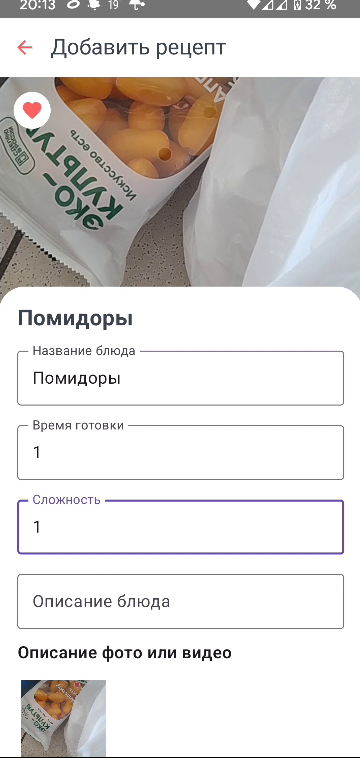 20:13 19 32 %
Добавить рецепт
ЭКО-
КУЛЬТУРА
Искусство есть
Помидоры
Название блюда
Помидоры
Время готовки
1
Сложность
1
Описание блюда
Описание фото или видео